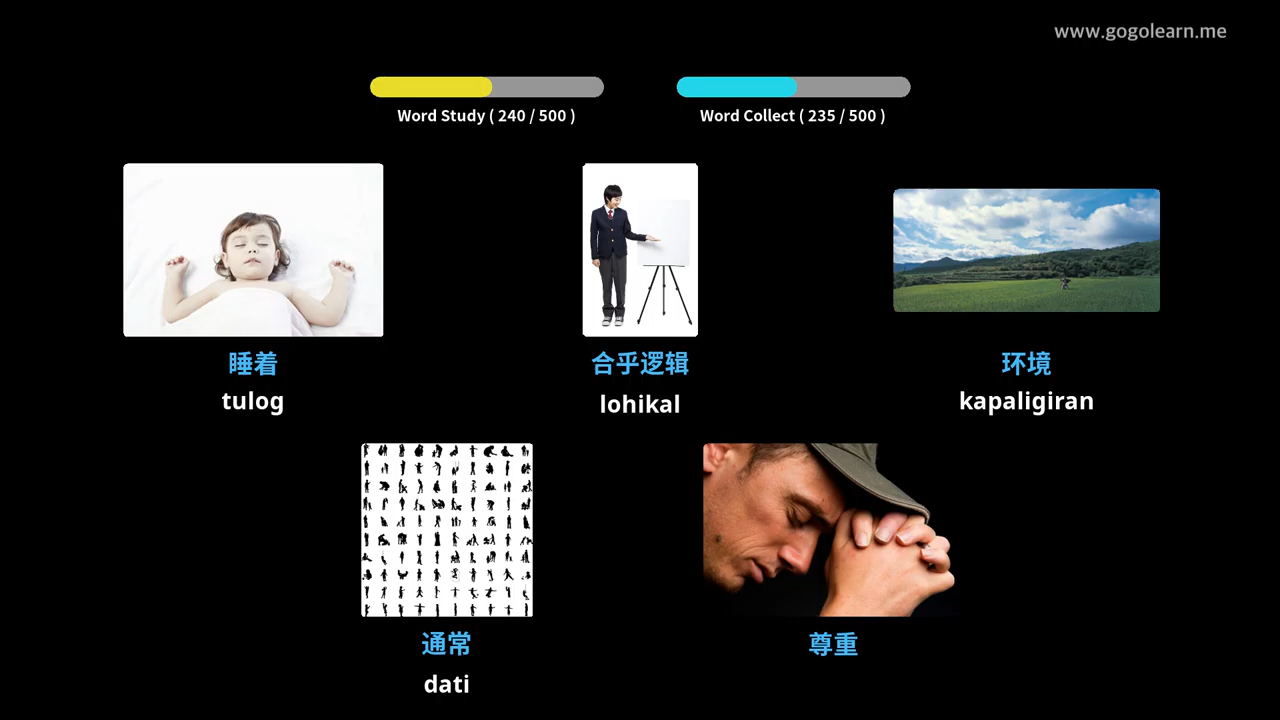 www.gogolearn.me
Word Study ( 240 / 500 )
Word Collect ( 235 / 500 )
睡着
tulog
合乎逻辑
lohikal
环境
kapaligiran
通常
dati
尊重